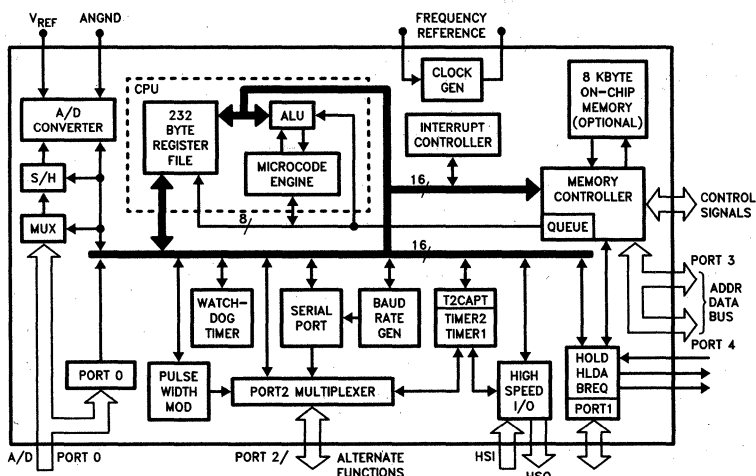 VREF
ANGND
FREQUENCY
REFERENCE
CPU
CLOCK
GEN
8 KBYTE
ON-CHIP
MEMORY
(OPTIONAL)
A/D
CONVERTER
232
BYTE
REGISTER
FILE
ALU
INTERRUPT
CONTROLLER
MICROCODE
ENGINE
S/H
MUX
16
MEMORY
CONTROLLER
QUEUE
CONTROL
SIGNALS
8
16
PORT 3
ADDR
DATA
BUS
PORT 4
WATCH-
DOG
TIMER
SERIAL
PORT
BAUD
RATE
GEN
T2CAPT
TIMER2
TIMER1
PORT 0
PULSE
WIDTH
MOD
PORT2 MULTIPLEXER
HIGH
SPEED
I/O
HOLD
HLDA
BREQ
PORT1
A/D
PORT 0
PORT 2/
ALTERNATE
FUNCTIONS
HSI
HSO